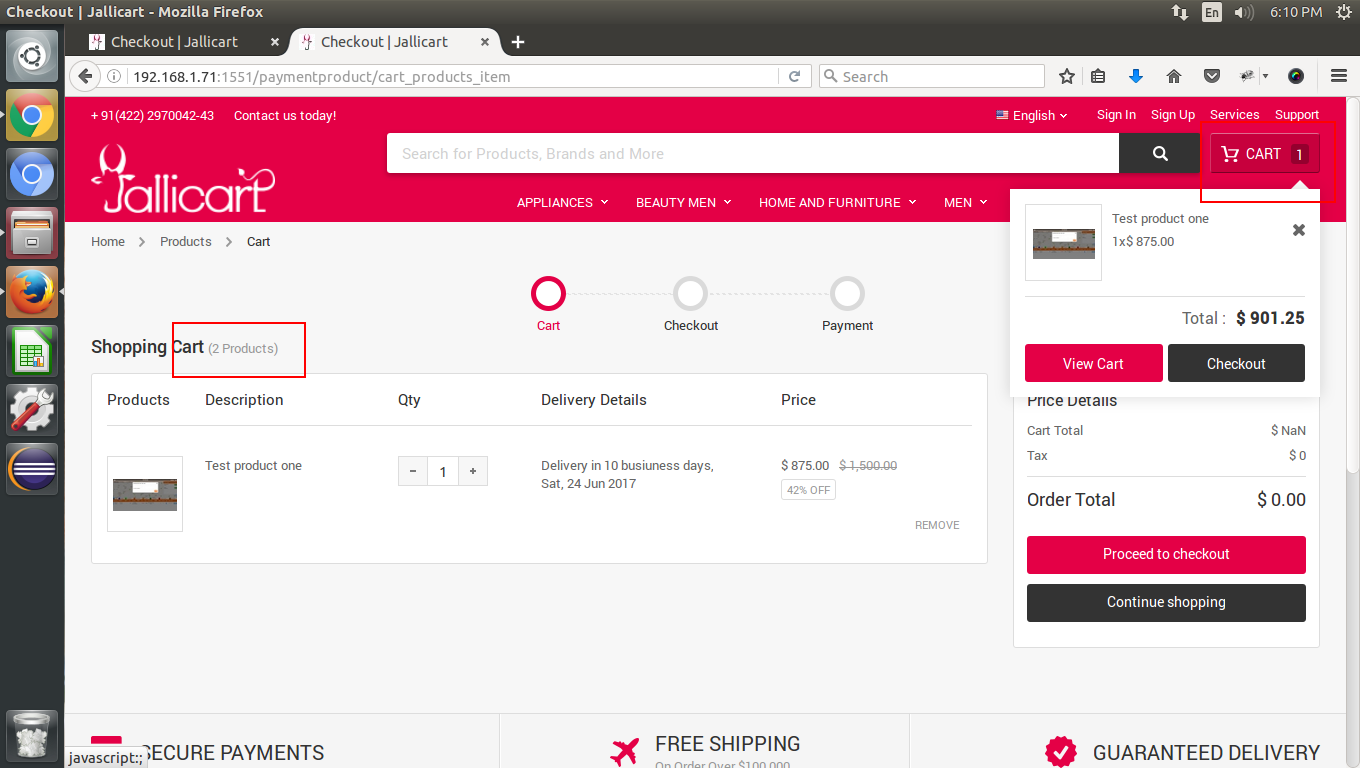 Checkout | Jallicart - Mozilla Firefox
En
6:10 PM
Checkout | Jallicart
Checkout | Jallicart
192.168.1.71:1551/paymentproduct/cart_products_item
Search
+ 91(422) 2970042-43 Contact us today!
English
Sign In Sign Up Services Support
Jallicart
Search for Products, Brands and More
CART 1
APPLIANCES BEAUTY MEN HOME AND FURNITURE MEN
Home Products Cart
Test product one
1x$ 875.00
Total : $ 901.25
View Cart Checkout
Cart Checkout Payment
Shopping Cart (2 Products)
Products Description Qty Delivery Details Price
Test product one
- 1 +
Delivery in 10 busiuness days,
Sat, 24 Jun 2017
$ 875.00 $ 1,500.00
42% OFF
REMOVE
Price Details
Cart Total $ NaN
Tax $ 0
Order Total $ 0.00
Proceed to checkout
Continue shopping
SECURE PAYMENTS
FREE SHIPPING
On Order Over $100,000
GUARANTEED DELIVERY
javascript:;